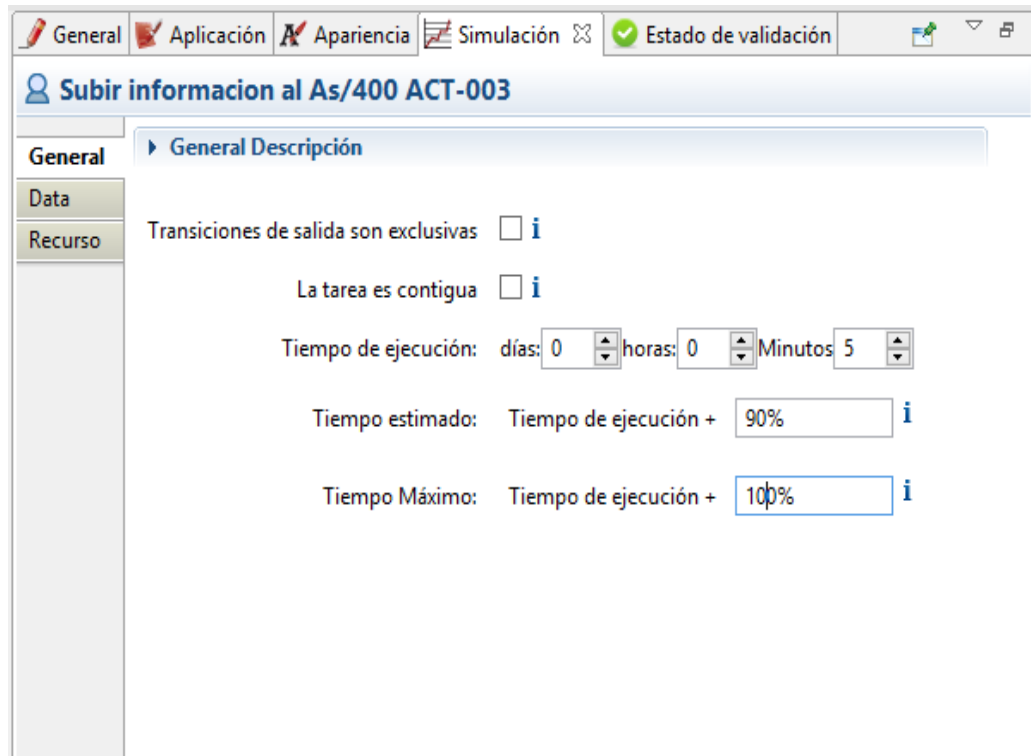 General Aplicación Apariencia Simulación Estado de validación
Subir informacion al As/400 ACT-003
General
Data
Recurso
General Descripción
Transiciones de salida son exclusivas i
La tarea es contigua i
Tiempo de ejecución: días: 0 horas: 0 Minutos 5
Tiempo estimado: Tiempo de ejecución + 90% i
Tiempo Máximo: Tiempo de ejecución + 100% i